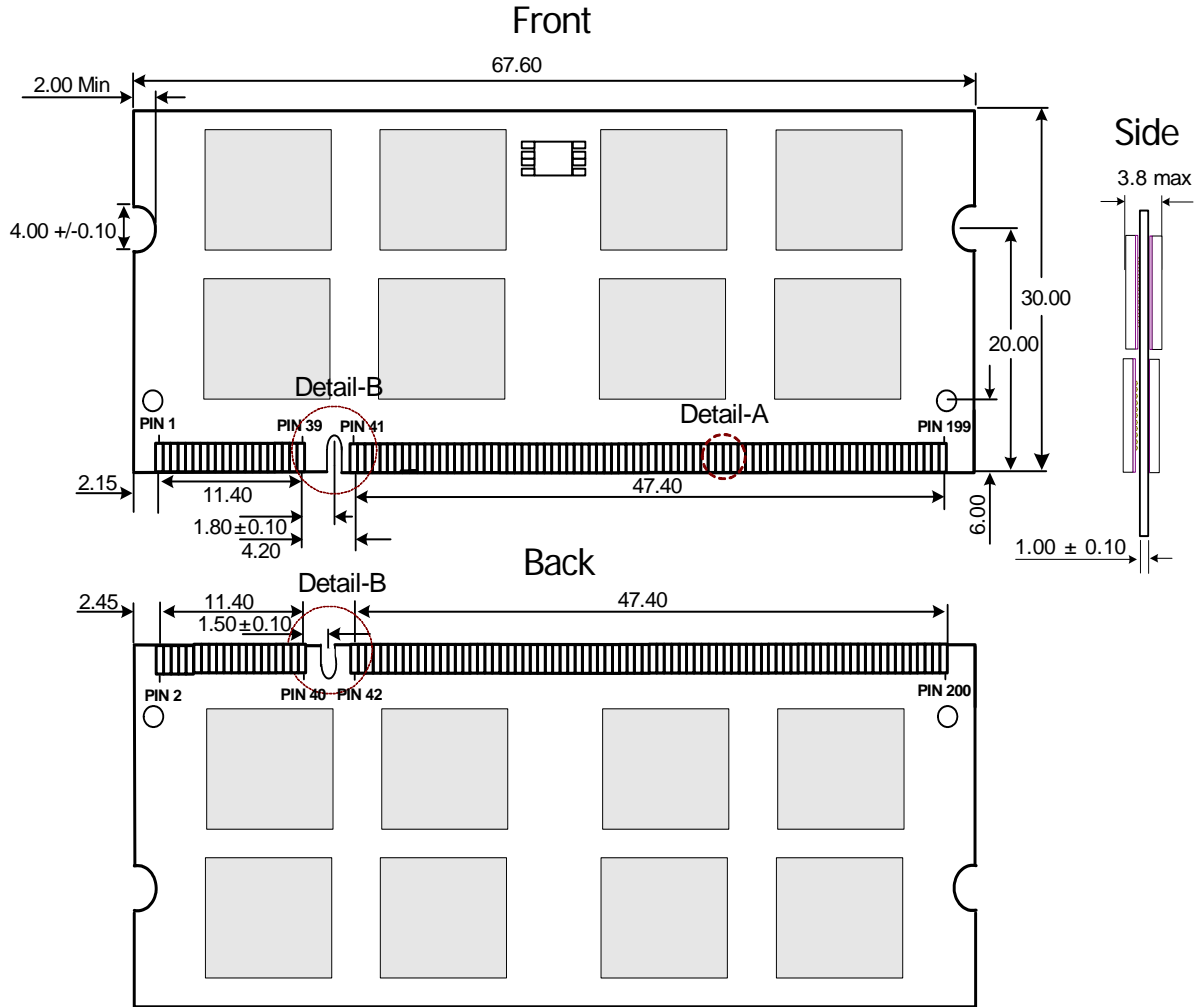 Front
67.60
2.00 Min
Side
3.8 max
4.00 +/-0.10
30.00
20.00
Detail-B
Detail-A
PIN 1
PIN 39
PIN 41
PIN 199
2.15
11.40
47.40
6.00
1.80±0.10
4.20
1.00 ± 0.10
Back
Detail-B
2.45
11.40
47.40
1.50±0.10
PIN 2
PIN 40
PIN 42
PIN 200